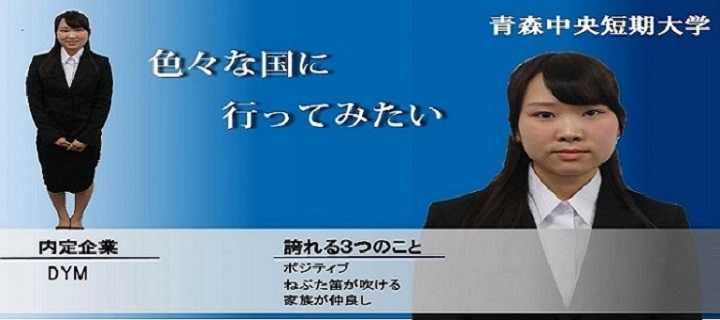 青森中央短期大学
色々な国に
行ってみたい
内定企業
DYM
誇れる3つのこと
ポジティブ
ねぶた笛が吹ける
家族が仲良し